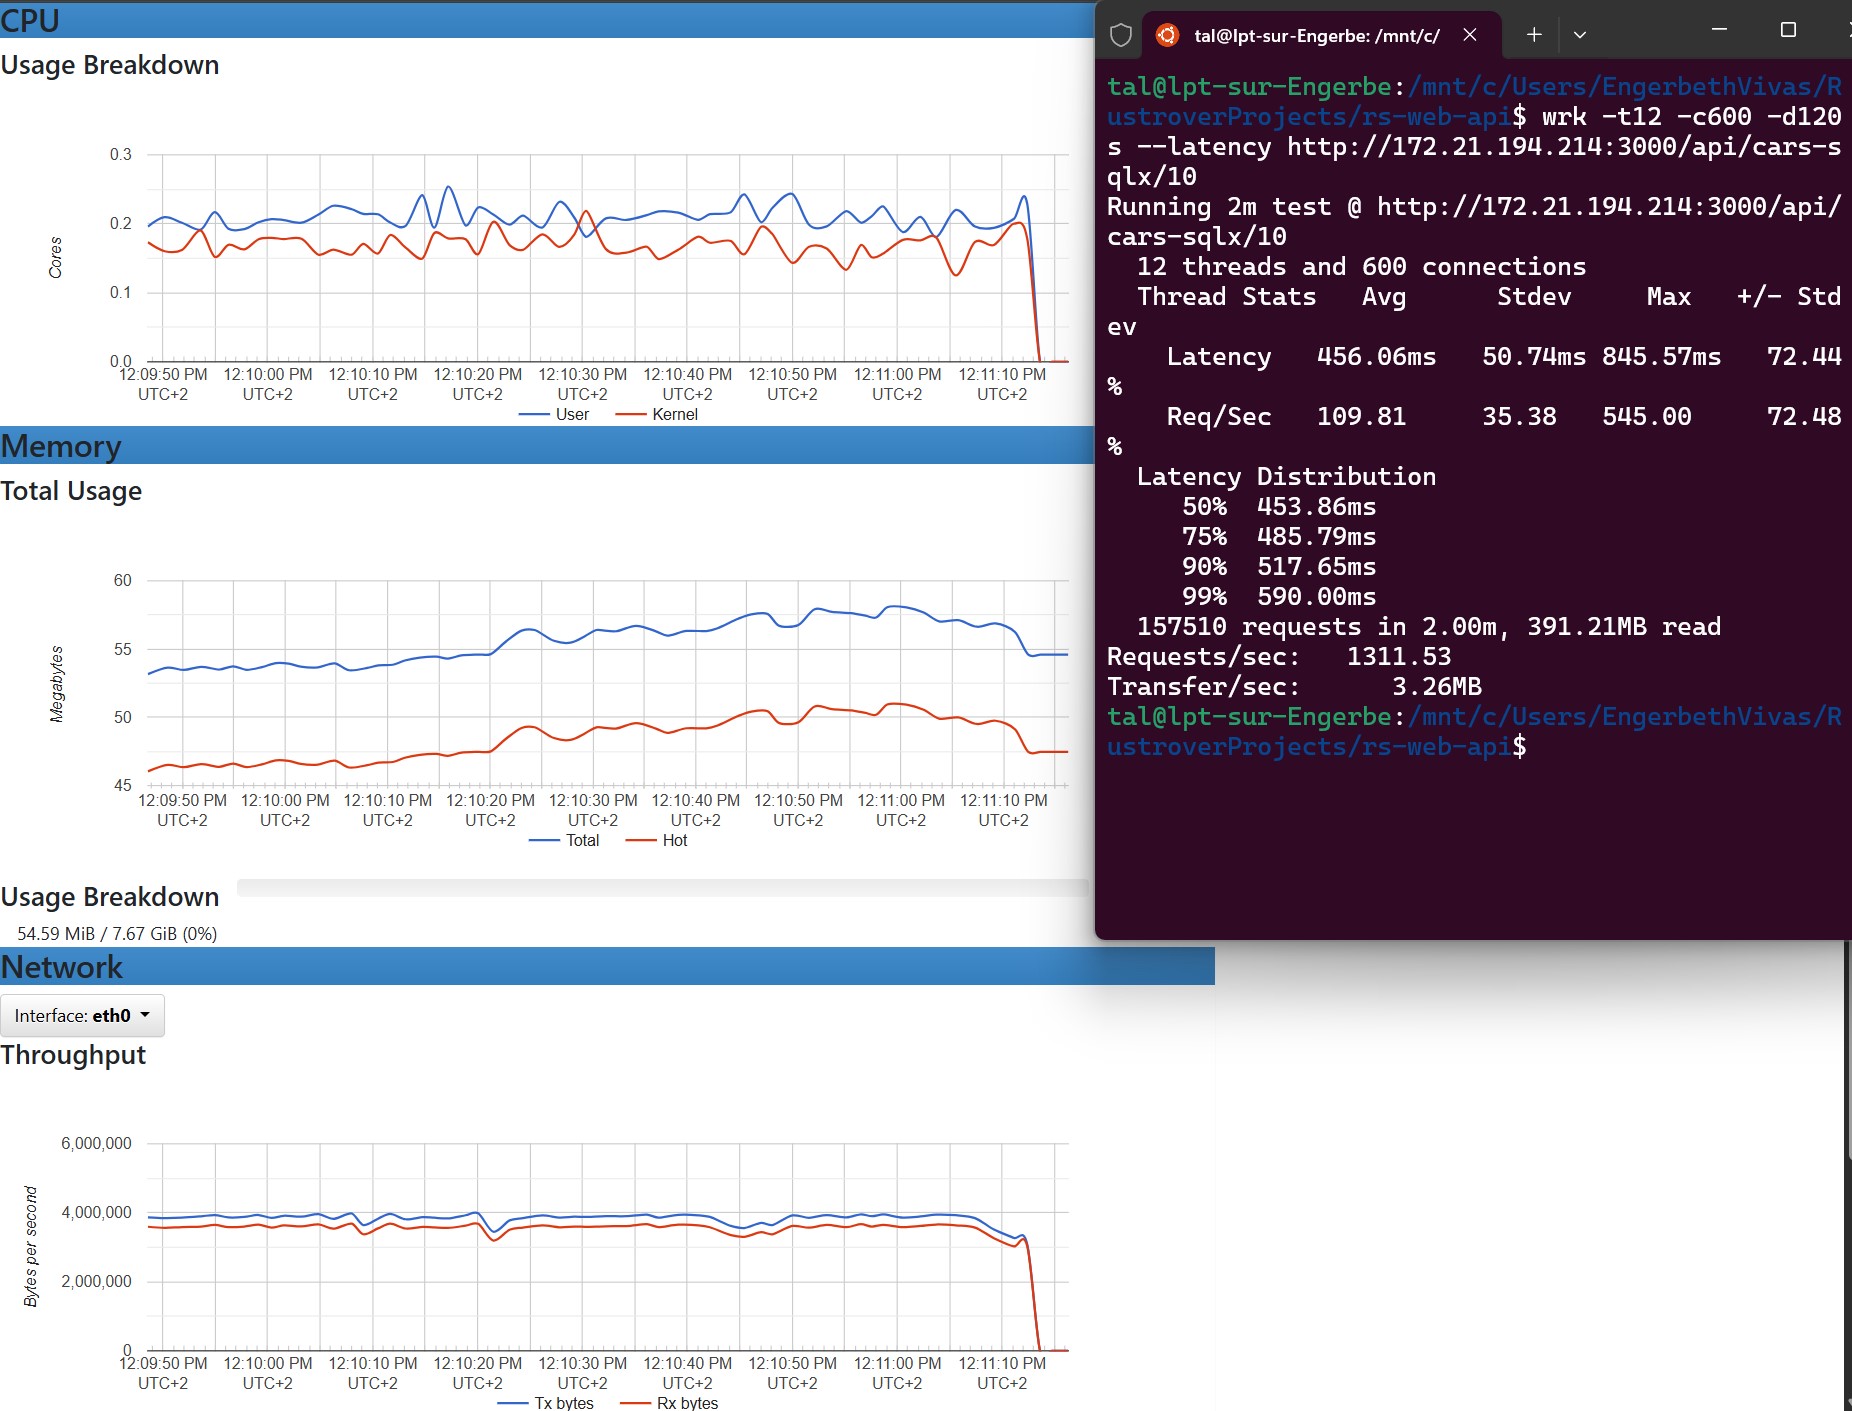 CPU
Usage Breakdown
0.3
0.2
0.1
0.0
Cores
12:09:50 PM 12:10:00 PM 12:10:10 PM 12:10:20 PM 12:10:30 PM 12:10:40 PM 12:10:50 PM 12:11:00 PM 12:11:10 PM
UTC+2 UTC+2 UTC+2 UTC+2 UTC+2 UTC+2 UTC+2 UTC+2 UTC+2
User Kernel
Memory
Total Usage
60
55
50
45
Megabytes
12:09:50 PM 12:10:00 PM 12:10:10 PM 12:10:20 PM 12:10:30 PM 12:10:40 PM 12:10:50 PM 12:11:00 PM 12:11:10 PM
UTC+2 UTC+2 UTC+2 UTC+2 UTC+2 UTC+2 UTC+2 UTC+2 UTC+2
Total Hot
Usage Breakdown
54.59 MiB / 7.67 GiB (0%)
Network
Interface: eth0
Throughput
6,000,000
4,000,000
2,000,000
0
Bytes per second
12:09:50 PM 12:10:00 PM 12:10:10 PM 12:10:20 PM 12:10:30 PM 12:10:40 PM 12:10:50 PM 12:11:00 PM 12:11:10 PM
UTC+2 UTC+2 UTC+2 UTC+2 UTC+2 UTC+2 UTC+2 UTC+2 UTC+2
Tx bytes Rx bytes
tal@lpt-sur-Engerbe: /mnt/c/
tal@lpt-sur-Engerbe:/mnt/c/Users/EngerbethVivas/R
ustroverProjects/rs-web-api$ wrk -t12 -c600 -d120
s --latency http://172.21.194.214:3000/api/cars-s
qlx/10
Running 2m test @ http://172.21.194.214:3000/api/
cars-sqlx/10
12 threads and 600 connections
Thread Stats Avg Stdev Max +/- Std
ev
Latency 456.06ms 50.74ms 845.57ms 72.44
%
Req/Sec 109.81 35.38 545.00 72.48
%
Latency Distribution
50% 453.86ms
75% 485.79ms
90% 517.65ms
99% 590.00ms
157510 requests in 2.00m, 391.21MB read
Requests/sec: 1311.53
Transfer/sec: 3.26MB
tal@lpt-sur-Engerbe:/mnt/c/Users/EngerbethVivas/R
ustroverProjects/rs-web-api$